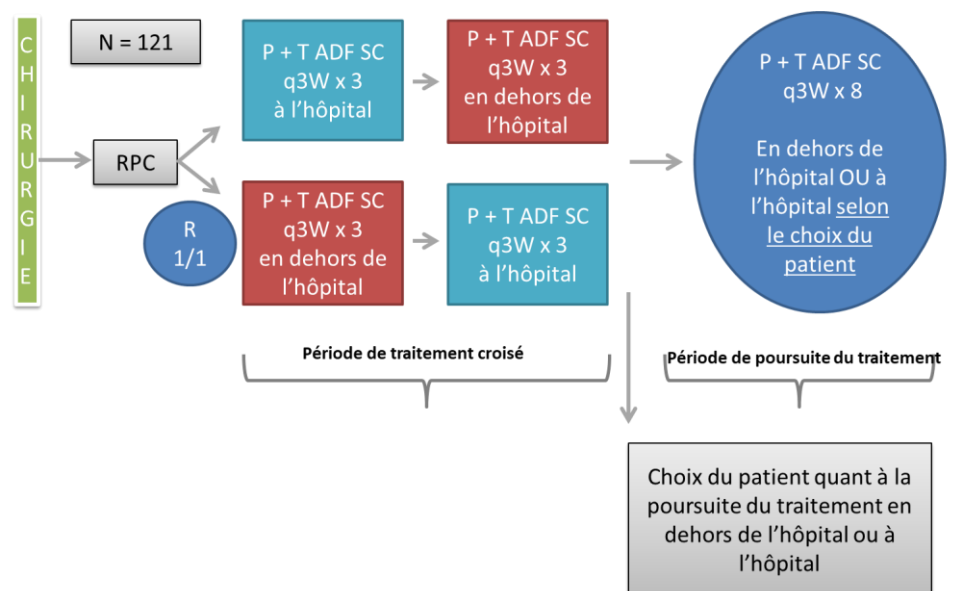 CHIRURGIE
N = 121
RPC
R
1/1
P + T ADF SC
q3W x 3
à l’hôpital
P + T ADF SC
q3W x 3
en dehors de
l’hôpital
P + T ADF SC
q3W x 3
en dehors de
l’hôpital
P + T ADF SC
q3W x 3
à l’hôpital
P + T ADF SC
q3W x 8
En dehors de
l’hôpital OU à
l’hôpital selon
le choix du
patient
Période de traitement croisé
Période de poursuite du traitement
Choix du patient quant à la
poursuite du traitement en
dehors de l’hôpital ou à
l’hôpital